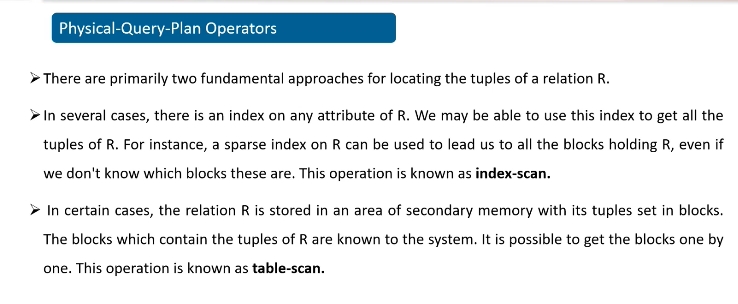 Physical-Query-Plan Operators
➢ There are primarily two fundamental approaches for locating the tuples of a relation R.
➢ In several cases, there is an index on any attribute of R. We may be able to use this index to get all the
tuples of R. For instance, a sparse index on R can be used to lead us to all the blocks holding R, even if
we don't know which blocks these are. This operation is known as index-scan.
➢ In certain cases, the relation R is stored in an area of secondary memory with its tuples set in blocks.
The blocks which contain the tuples of R are known to the system. It is possible to get the blocks one by
one. This operation is known as table-scan.